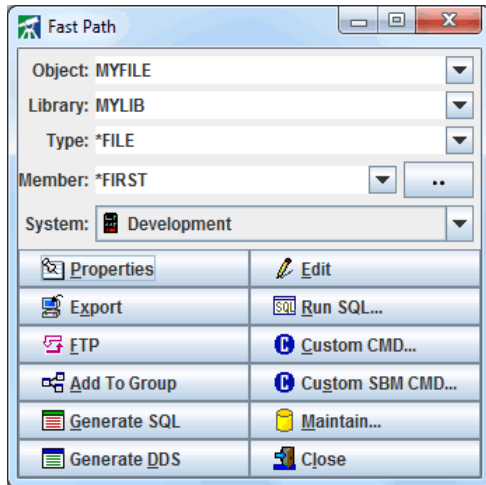 Fast Path
Object: MYFILE
Library: MYLIB
Type: *FILE
Member: *FIRST ..
System: Development
Properties Edit
Export SQL Run SQL...
FTP C Custom CMD...
Add To Group C Custom SBM CMD...
Generate SQL Maintain...
Generate DDS Close